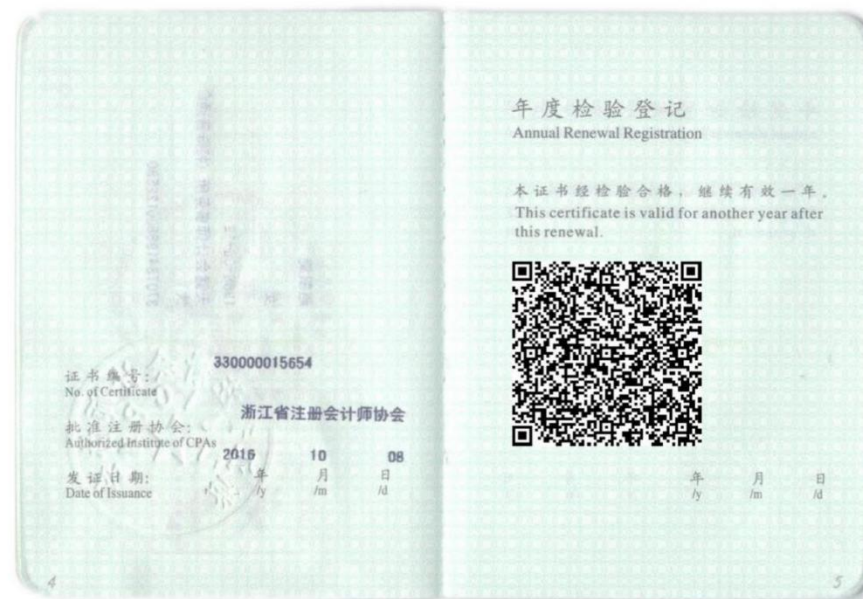 证书编号:
No. of Certificate
330000015654
批准注册协会:
Authorized Institute of CPAs
浙江省注册会计师协会
发证日期:
Date of Issuance
2016 年 10 月 08 日
/y /m /d
4
年度检验登记
Annual Renewal Registration
本证书经检验合格，继续有效一年。
This certificate is valid for another year after
this renewal.
年 月 日
/y /m /d
5